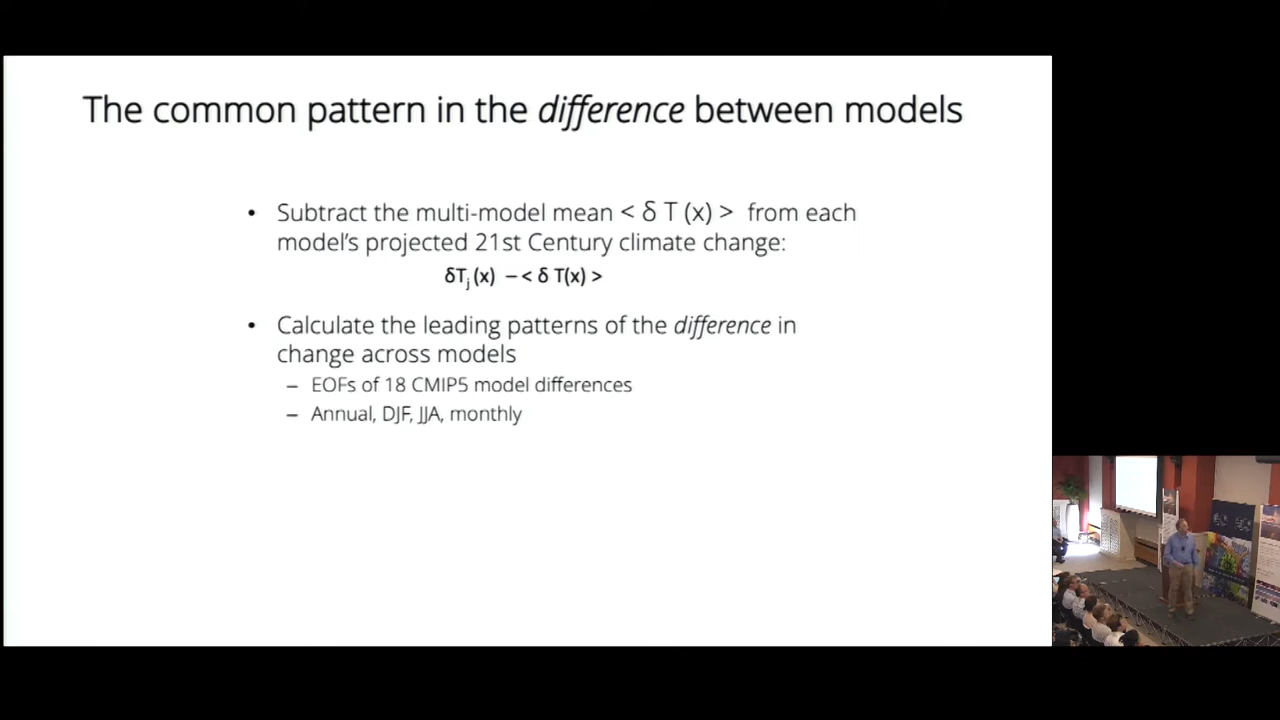 The common pattern in the difference between models
• Subtract the multi-model mean < δ T (x) > from each
model's projected 21st Century climate change:
δTj (x) – < δ T(x) >
• Calculate the leading patterns of the difference in
change across models
– EOFs of 18 CMIP5 model differences
– Annual, DJF, JJA, monthly